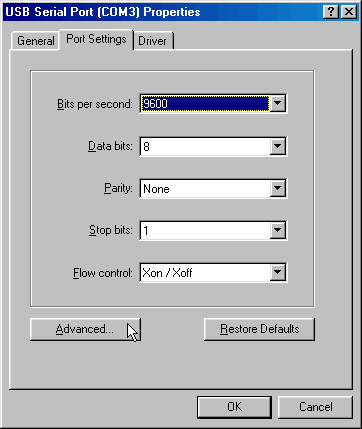 USB Serial Port (COM3) Properties
General Port Settings Driver
Bits per second: 9600
Data bits: 8
Parity: None
Stop bits: 1
Flow control: Xon / Xoff
Advanced... Restore Defaults
OK Cancel